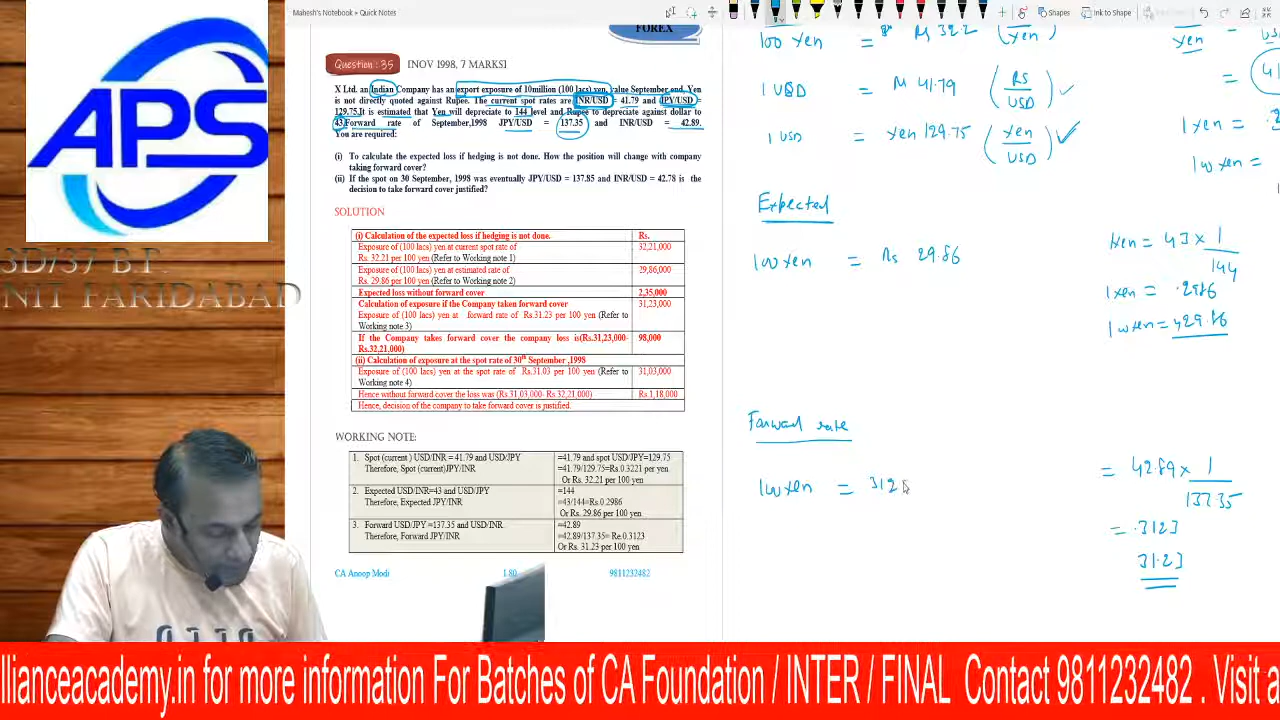 Mahesh's Notebook + Quick Notes
Shapes
Ink to Shape
APS
3D/37 B.P.
NIT FARIDABAD
FOREX
Question : 35
[NOV 1998, 7 MARKS]
X Ltd. an Indian Company has an export exposure of 10million (100 lacs) yen, value September end, Yen
is not directly quoted against Rupee. The current spot rates are INR/USD = 41.79 and JPY/USD =
129.75.It is estimated that Yen will depreciate to 144 level and Rupee to depreciate against dollar to
43.Forward rate of September,1998 JPY/USD = 137.35 and INR/USD = 42.89.
You are required:
(i) To calculate the expected loss if hedging is not done. How the position will change with company
taking forward cover?
(ii) If the spot on 30 September, 1998 was eventually JPY/USD = 137.85 and INR/USD = 42.78 is the
decision to take forward cover justified?
SOLUTION
(i) Calculation of the expected loss if hedging is not done. Rs.
Exposure of (100 lacs) yen at current spot rate of 32,21,000
Rs. 32.21 per 100 yen (Refer to Working note 1)
Exposure of (100 lacs) yen at estimated rate of 29,86,000
Rs. 29.86 per 100 yen (Refer to Working note 2)
Expected loss without forward cover 2,35,000
Calculation of exposure if the Company taken forward cover 31,23,000
Exposure of (100 lacs) yen at forward rate of Rs.31.23 per 100 yen (Refer to
Working note 3)
If the Company takes forward cover the company loss is(Rs.31,23,000- 98,000
Rs.32,21,000)
(ii) Calculation of exposure at the spot rate of 30th September ,1998
Exposure of (100 lacs) yen at the spot rate of Rs.31.03 per 100 yen (Refer to 31,03,000
Working note 4)
Hence without forward cover the loss was (Rs.31,03,000- Rs.32,21,000) Rs.1,18,000
Hence, decision of the company to take forward cover is justified.
WORKING NOTE:
1. Spot (current ) USD/INR = 41.79 and USD/JPY =41.79 and spot USD/JPY=129.75
Therefore, Spot (current)JPY/INR =41.79/129.75=Rs.0.3221 per yen
Or Rs. 32.21 per 100 yen
2. Expected USD/INR=43 and USD/JPY =144
Therefore, Expected JPY/INR =43/144=Rs.0.2986
Or Rs. 29.86 per 100 yen
3. Forward USD/JPY =137.35 and USD/INR =42.89
Therefore, Forward JPY/INR =42.89/137.35= Re.0.3123
Or Rs. 31.23 per 100 yen
CA Anoop Modi 1.80 9811232482
100 Yen = Rs 32.2 (/Yen)
1 USD = Rs 41.79 (Rs/USD) ✓
1 USD = Yen 129.75 (Yen/USD) ✓
Yen
1 Yen =
100 Yen =
Expected
100 Yen = Rs 29.86
1 Yen = 43 × 1/144
1 Yen = .2986
100 Yen = 29.86
Forward rate
100 Yen = 312
= 42.89 × 1/137.35
= .3123
31.23
llianceacademy.in for more information For Batches of CA Foundation / INTER / FINAL Contact 9811232482 . Visit a